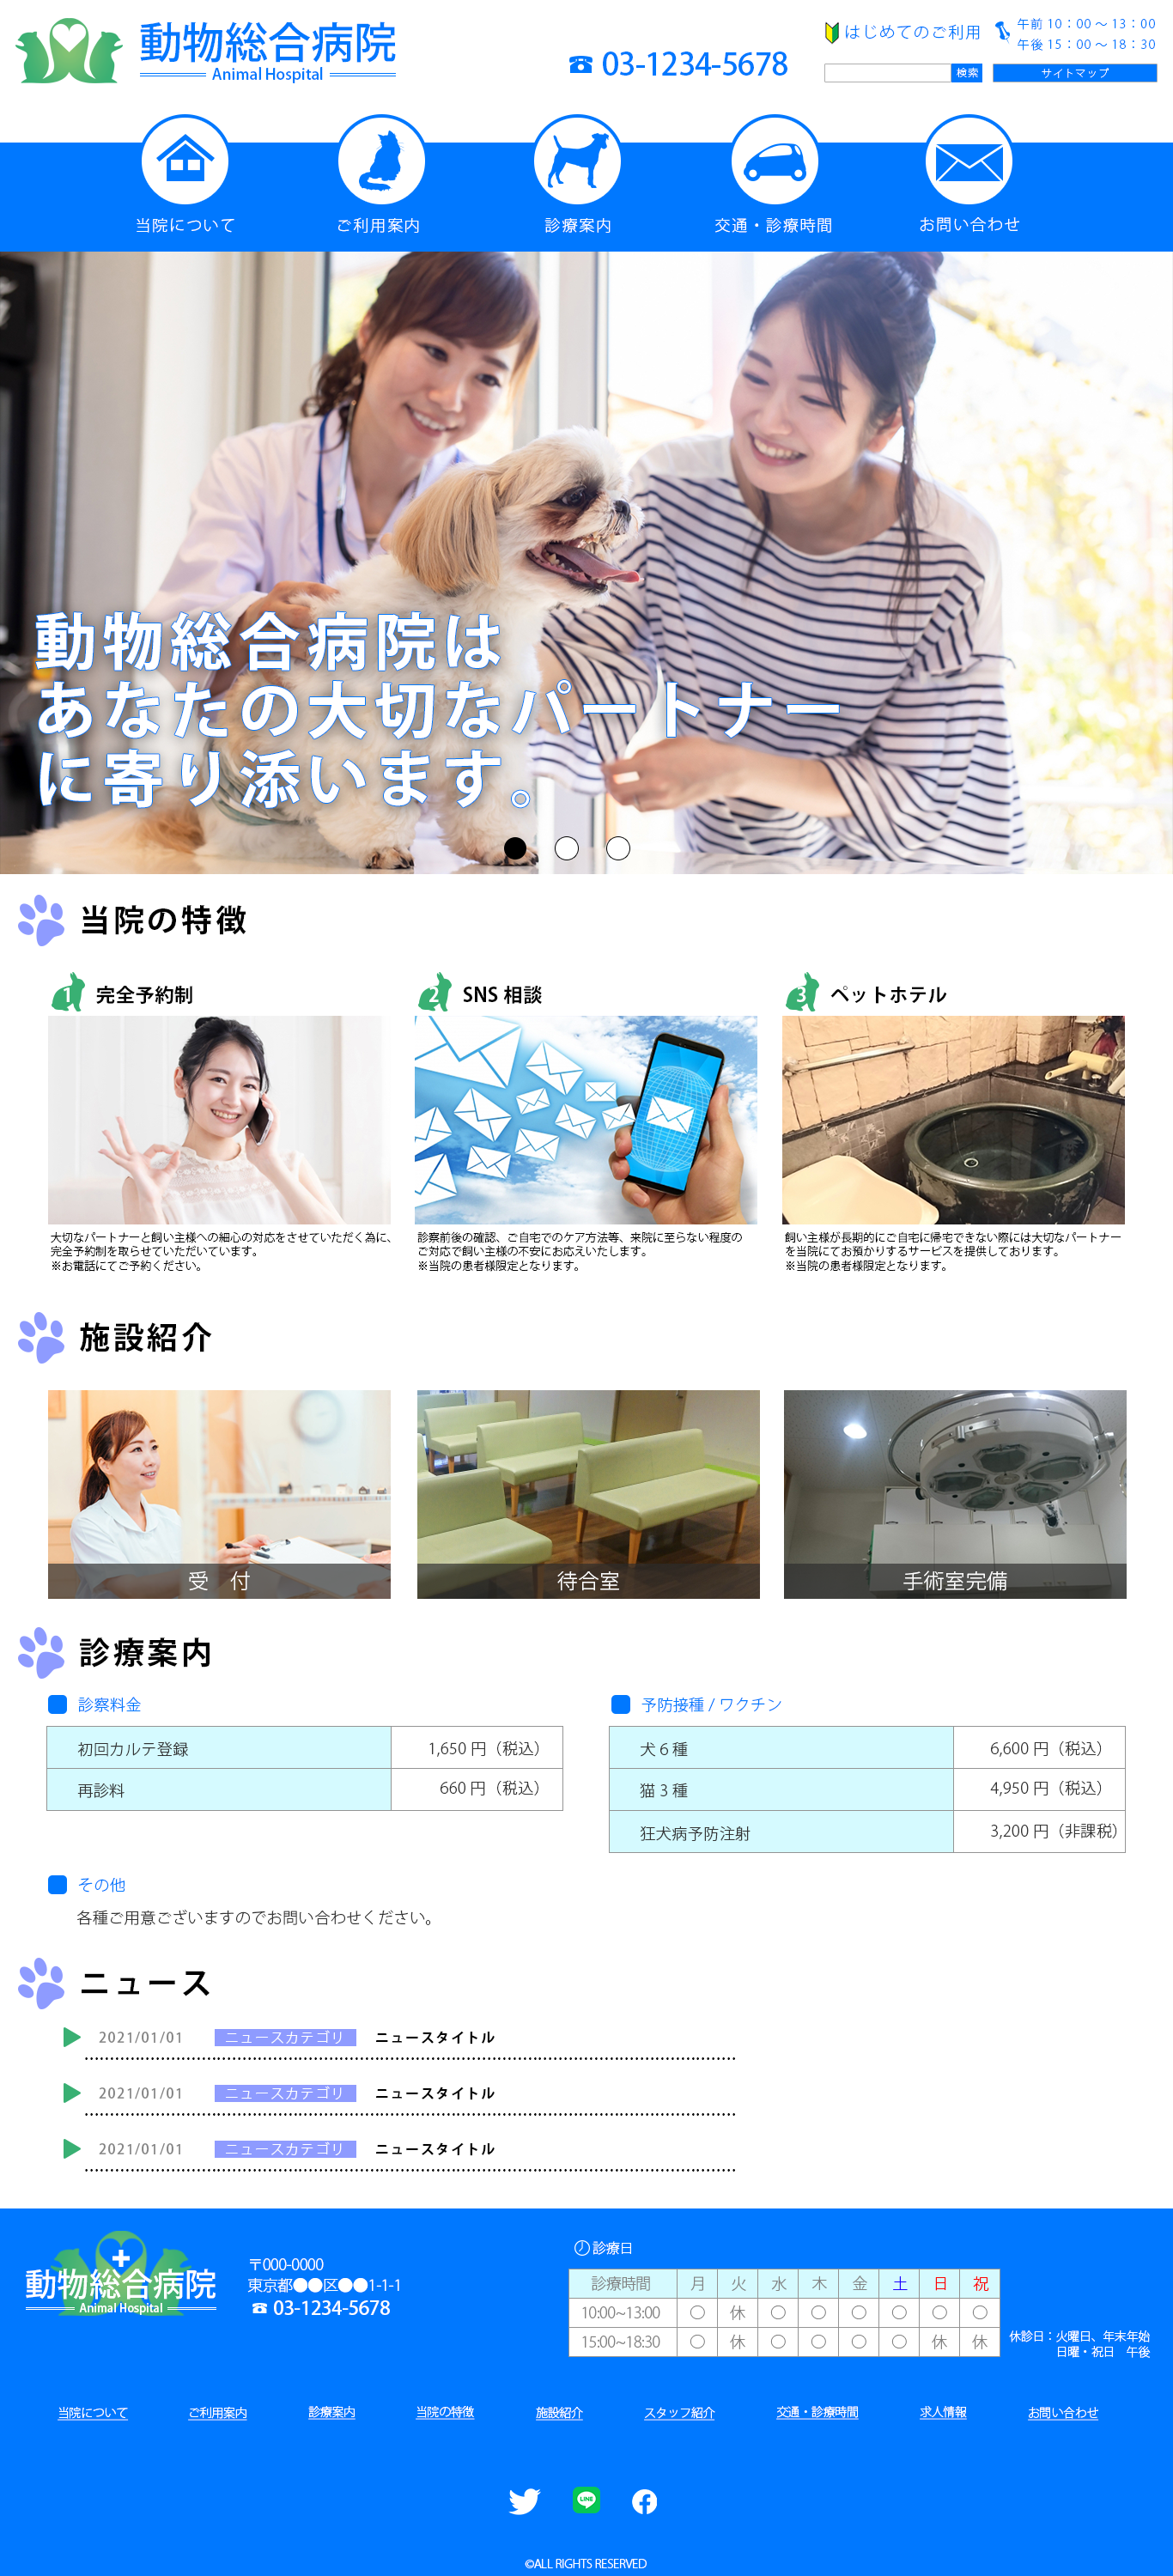 動物総合病院
Animal Hospital
03-1234-5678
はじめてのご利用
午前 10：00 ～ 13：00
午後 15：00 ～ 18：30
検索
サイトマップ
当院について
ご利用案内
診療案内
交通・診療時間
お問い合わせ
動物総合病院は
あなたの大切なパートナー
に寄り添います。
当院の特徴
1 完全予約制
大切なパートナーと飼い主様への細心の対応をさせていただく為に、
完全予約制を取らせていただいています。
※お電話にてご予約ください。
2 SNS 相談
診察前後の確認、ご自宅でのケア方法等、来院に至らない程度の
ご対応で飼い主様の不安にお応えいたします。
※当院の患者様限定となります。
3 ペットホテル
飼い主様が長期的にご自宅に帰宅できない際には大切なパートナー
を当院にてお預かりするサービスを提供しております。
※当院の患者様限定となります。
施設紹介
受　付
待合室
手術室完備
診療案内
診察料金
初回カルテ登録 1,650 円（税込）
再診料 660 円（税込）
予防接種 / ワクチン
犬 6 種 6,600 円（税込）
猫 3 種 4,950 円（税込）
狂犬病予防注射 3,200 円（非課税）
その他
各種ご用意ございますのでお問い合わせください。
ニュース
2021/01/01 ニュースカテゴリ ニュースタイトル
2021/01/01 ニュースカテゴリ ニュースタイトル
2021/01/01 ニュースカテゴリ ニュースタイトル
動物総合病院
Animal Hospital
〒000-0000
東京都●●区●●1-1-1
03-1234-5678
診療日
診療時間 月 火 水 木 金 土 日 祝
10:00~13:00 〇 休 〇 〇 〇 〇 〇 〇
15:00~18:30 〇 休 〇 〇 〇 〇 休 休
休診日：火曜日、年末年始
日曜・祝日　午後
当院について ご利用案内 診療案内 当院の特徴 施設紹介 スタッフ紹介 交通・診療時間 求人情報 お問い合わせ
LINE
©ALL RIGHTS RESERVED